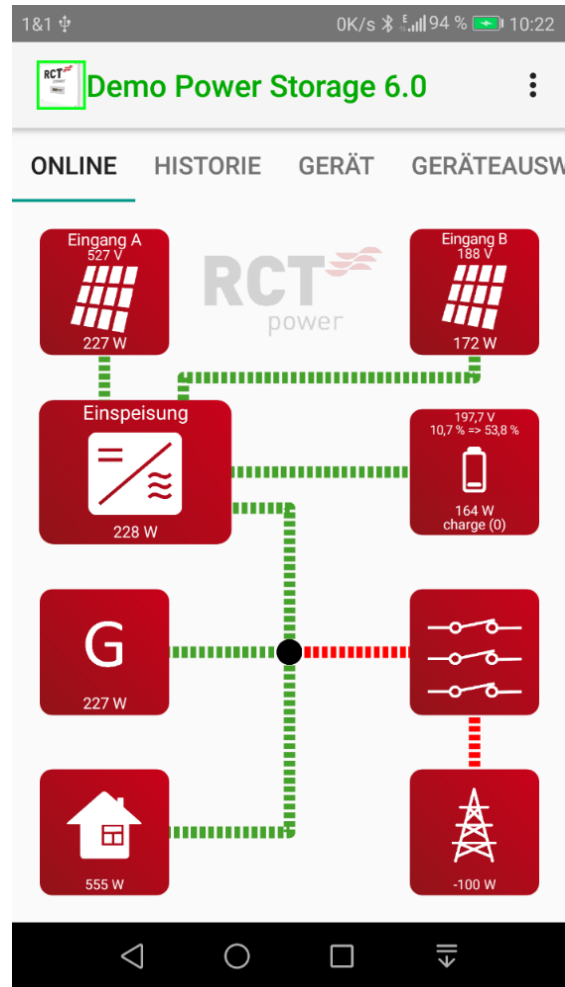 1&1 0K/s 94 % 10:22
RCT power Demo Power Storage 6.0
ONLINE HISTORIE GERÄT GERÄTEAUSW
Eingang A
527 V
227 W
RCT
power
Eingang B
188 V
172 W
Einspeisung
228 W
197,7 V
10,7 % => 53,8 %
164 W
charge (0)
G
227 W
555 W
-100 W